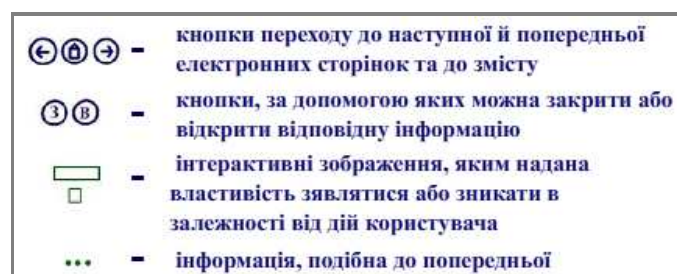 – кнопки переходу до наступної й попередньої
електронних сторінок та до змісту
З В – кнопки, за допомогою яких можна закрити або
відкрити відповідну інформацію
– інтерактивні зображення, яким надана
властивість зявлятися або зникати в
залежності від дій користувача
... – інформація, подібна до попередньої